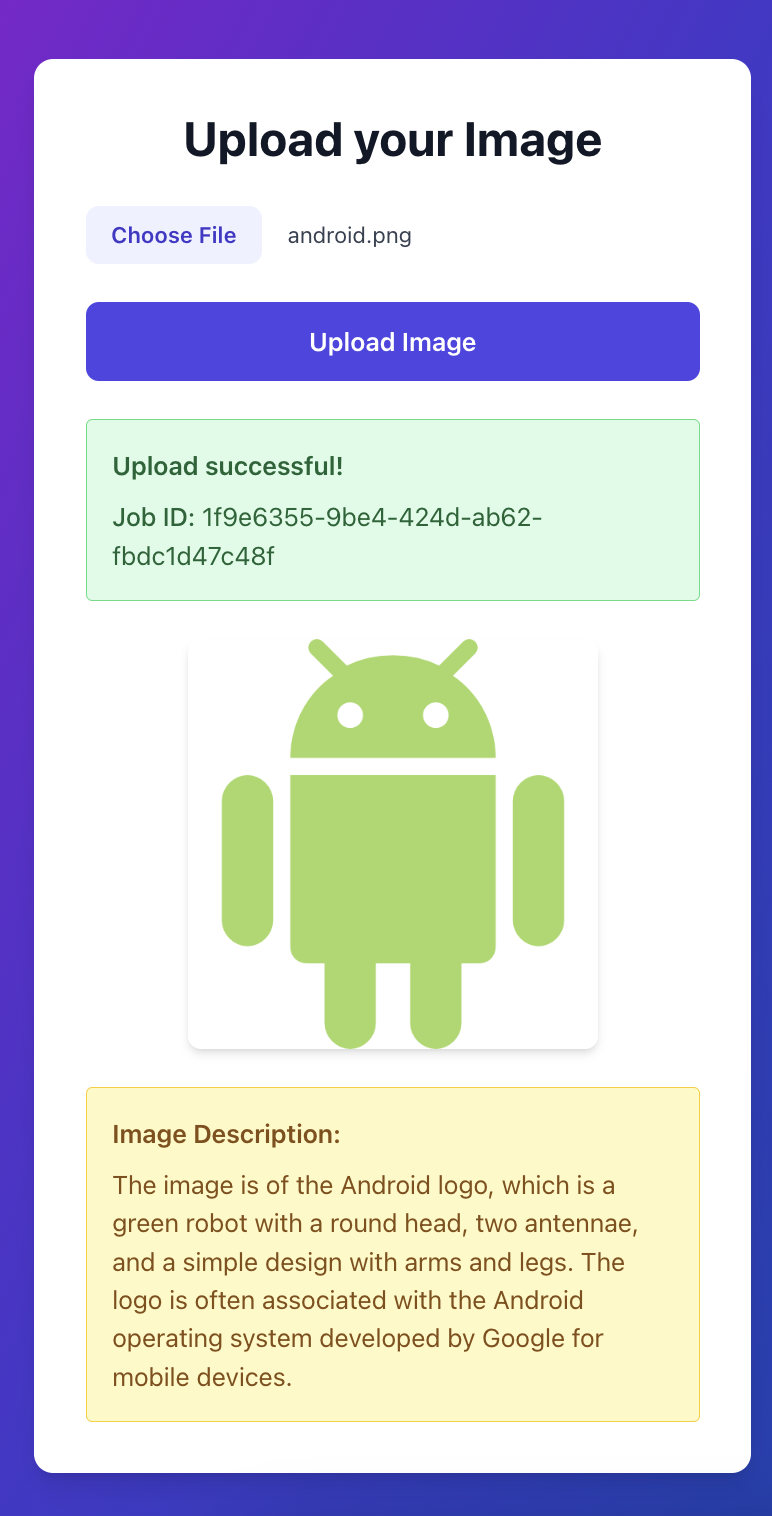 Upload your Image
Choose File android.png
Upload Image
Upload successful!
Job ID: 1f9e6355-9be4-424d-ab62-
fbdc1d47c48f
Image Description:
The image is of the Android logo, which is a
green robot with a round head, two antennae,
and a simple design with arms and legs. The
logo is often associated with the Android
operating system developed by Google for
mobile devices.